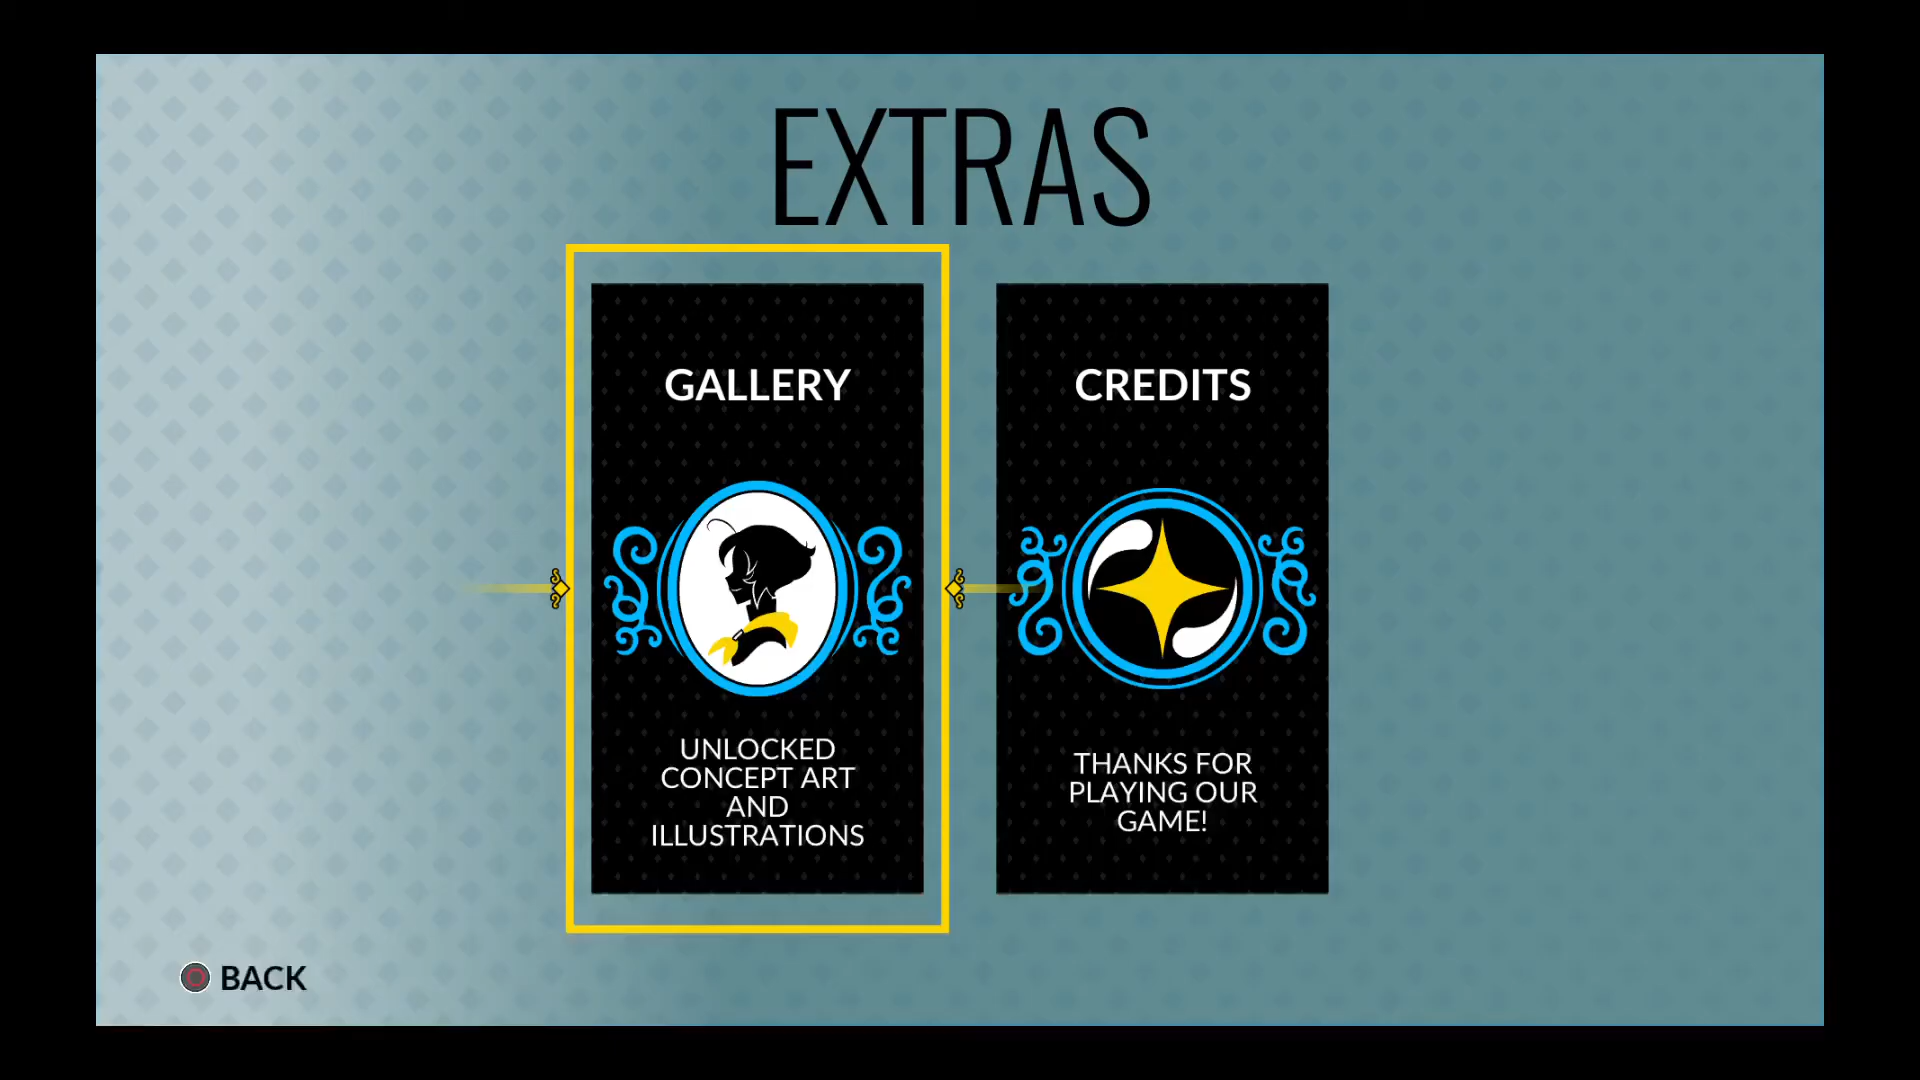 EXTRAS
GALLERY
UNLOCKED
CONCEPT ART
AND
ILLUSTRATIONS
CREDITS
THANKS FOR
PLAYING OUR
GAME!
BACK